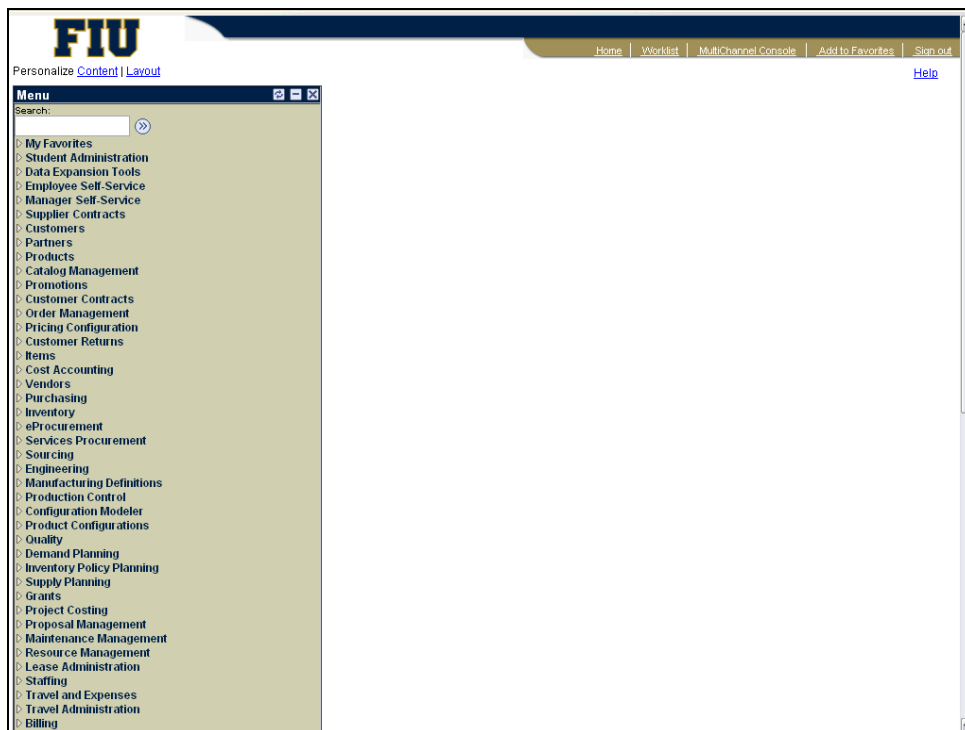 FIU
Home | Worklist | MultiChannel Console | Add to Favorites | Sign out
Personalize Content | Layout
Help
Menu
Search:
My Favorites
Student Administration
Data Expansion Tools
Employee Self-Service
Manager Self-Service
Supplier Contracts
Customers
Partners
Products
Catalog Management
Promotions
Customer Contracts
Order Management
Pricing Configuration
Customer Returns
Items
Cost Accounting
Vendors
Purchasing
Inventory
eProcurement
Services Procurement
Sourcing
Engineering
Manufacturing Definitions
Production Control
Configuration Modeler
Product Configurations
Quality
Demand Planning
Inventory Policy Planning
Supply Planning
Grants
Project Costing
Proposal Management
Maintenance Management
Resource Management
Lease Administration
Staffing
Travel and Expenses
Travel Administration
Billing